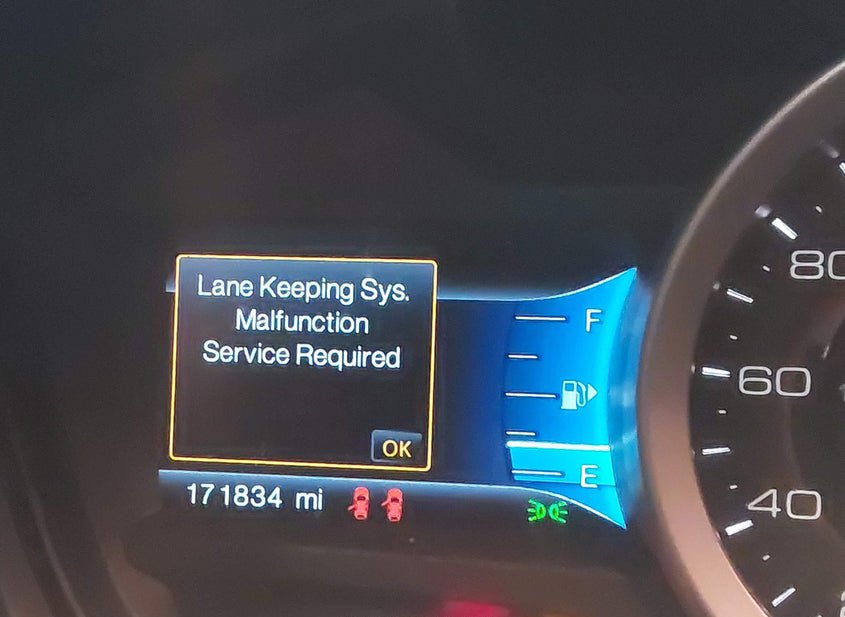 Lane Keeping Sys.
Malfunction
Service Required
OK
F
E
171834 mi
80
60
40